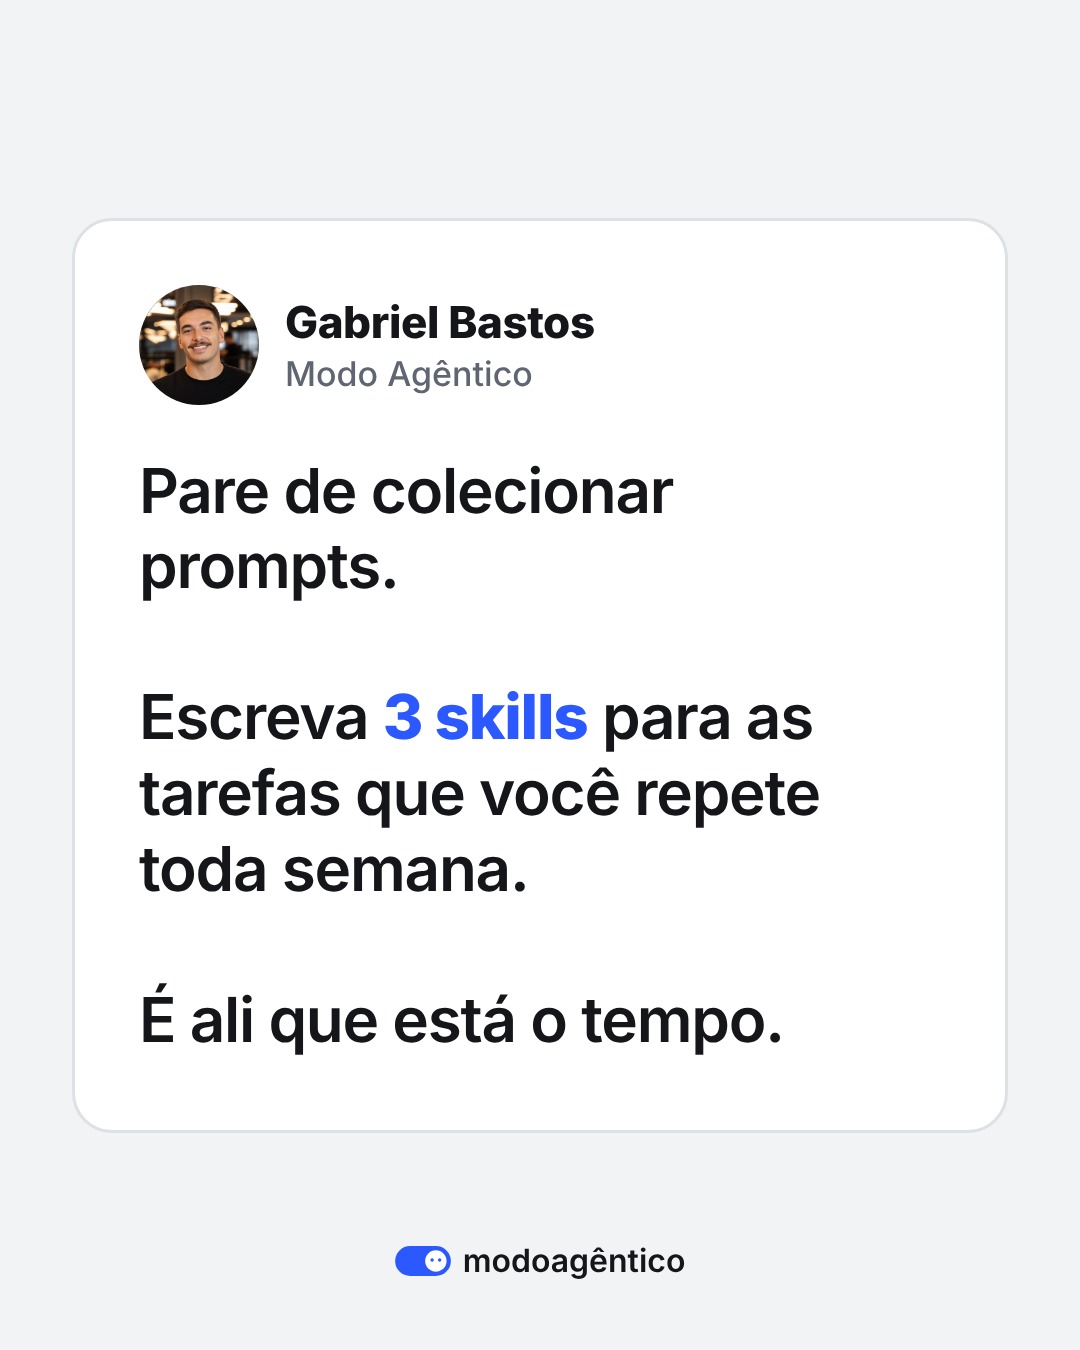 Gabriel Bastos
Modo Agêntico
Pare de colecionar
prompts.
Escreva 3 skills para as
tarefas que você repete
toda semana.
É ali que está o tempo.
modoagêntico